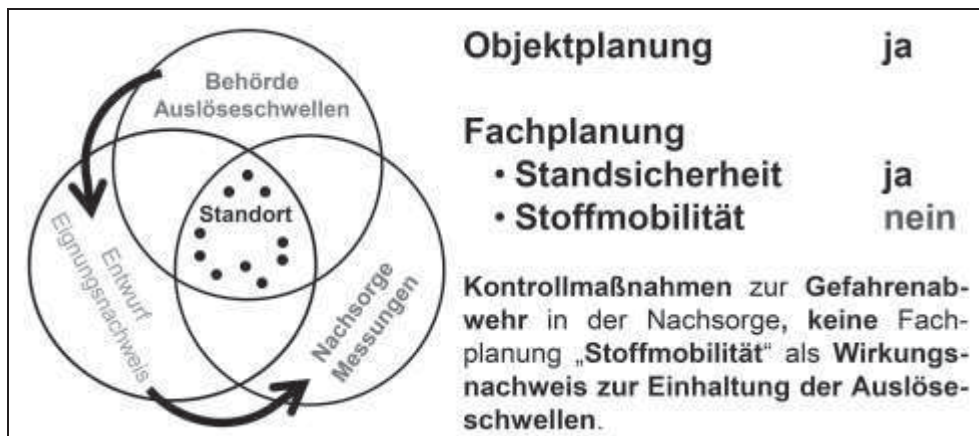 Behörde
Auslöseschwellen
Standort
Entwurf
Eignungsnachweis
Nachsorge
Messungen
Objektplanung ja
Fachplanung
• Standsicherheit ja
• Stoffmobilität nein
Kontrollmaßnahmen zur Gefahrenab-
wehr in der Nachsorge, keine Fach-
planung „Stoffmobilität“ als Wirkungs-
nachweis zur Einhaltung der Auslöse-
schwellen.